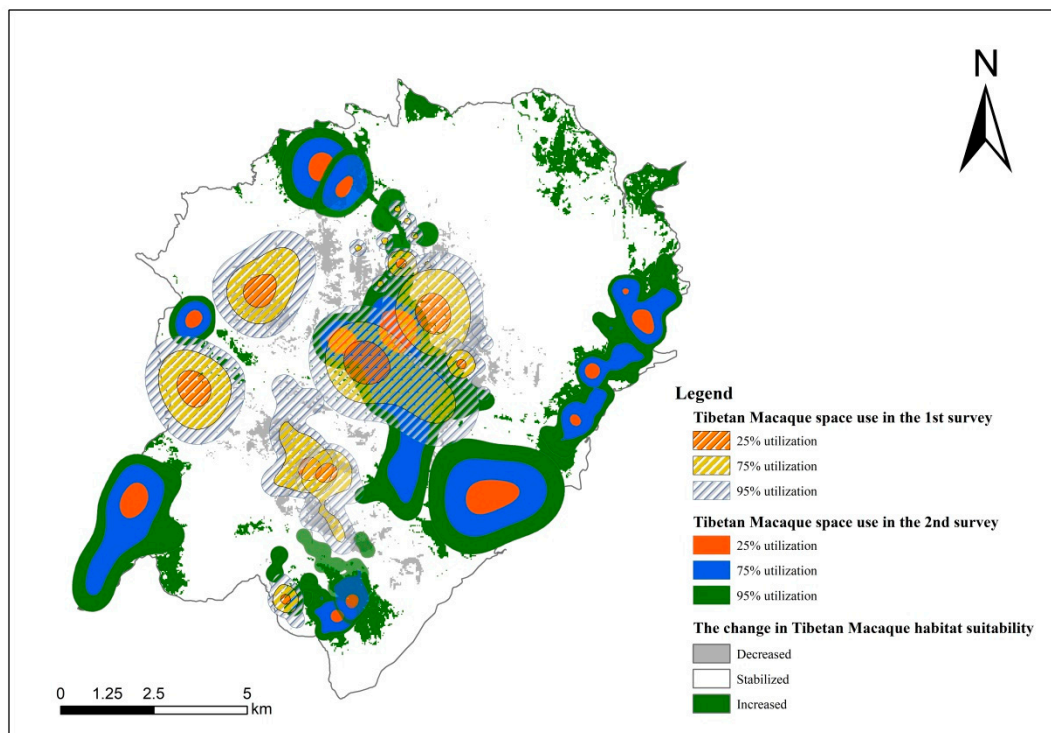 N
Legend
Tibetan Macaque space use in the 1st survey
25% utilization
75% utilization
95% utilization
Tibetan Macaque space use in the 2nd survey
25% utilization
75% utilization
95% utilization
The change in Tibetan Macaque habitat suitability
Decreased
Stabilized
Increased
0 1.25 2.5 5
km